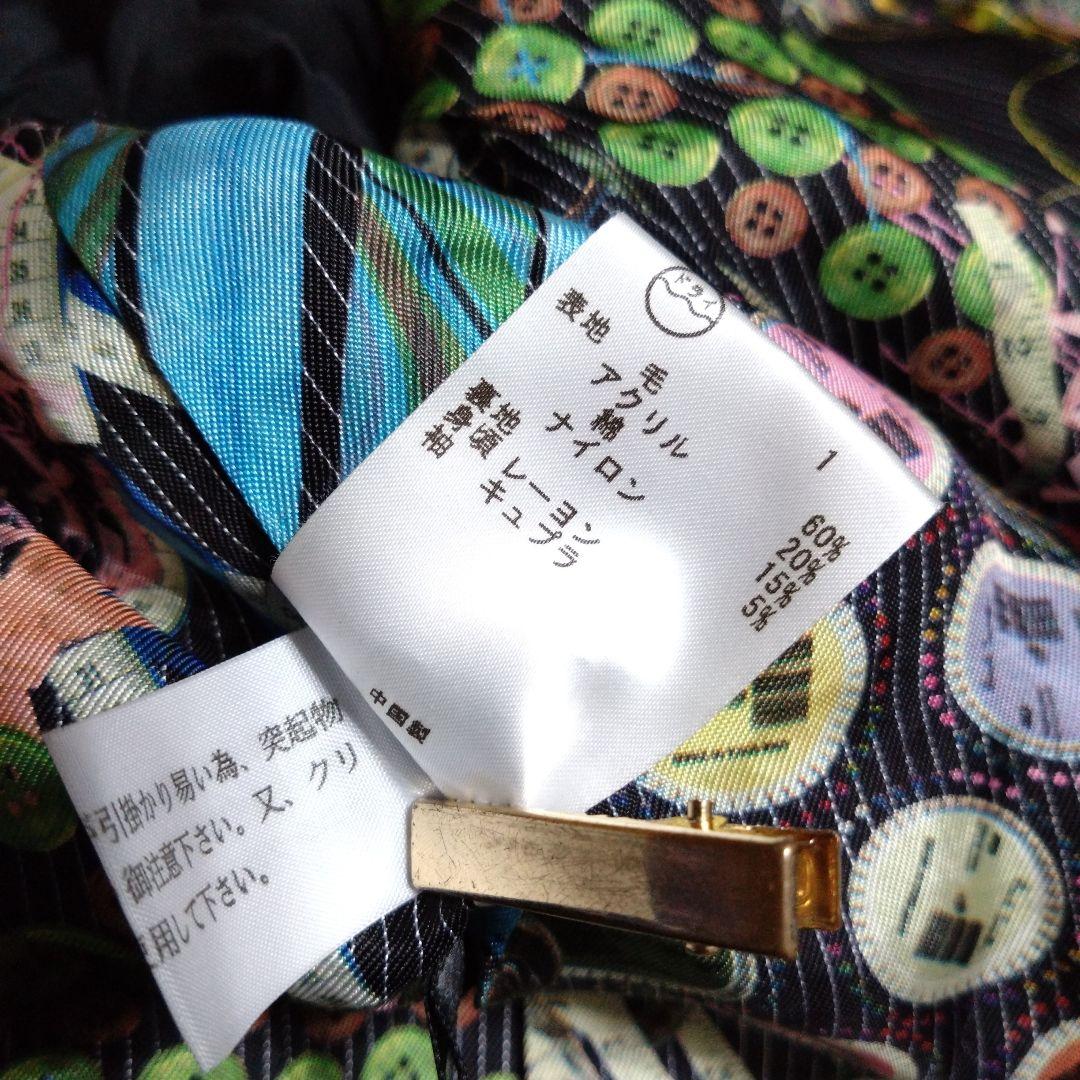 ドライ
1
表地 毛 60%
アクリル 20%
綿 15%
ナイロン 5%
裏地
身頃 レーヨン
袖 キュプラ
中国製
引掛かり易い為、突起物
御注意下さい。又、クリ
用して下さい。